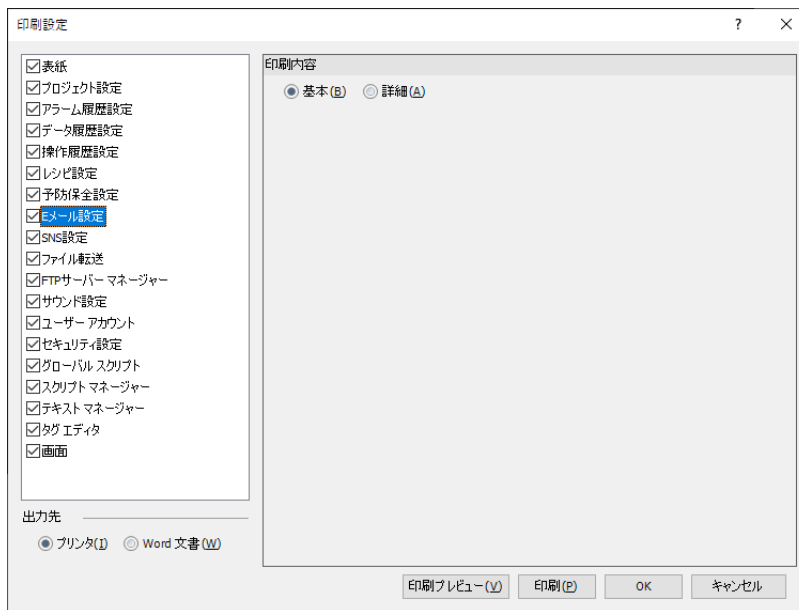 印刷設定
表紙
プロジェクト設定
アラーム履歴設定
データ履歴設定
操作履歴設定
レシピ設定
予防保全設定
Eメール設定
SNS設定
ファイル転送
FTPサーバー マネージャー
サウンド設定
ユーザー アカウント
セキュリティ設定
グローバル スクリプト
スクリプト マネージャー
テキスト マネージャー
タグ エディタ
画面
出力先
プリンタ(I) Word 文書(W)
印刷内容
基本(B) 詳細(A)
印刷プレビュー(V) 印刷(P) OK キャンセル